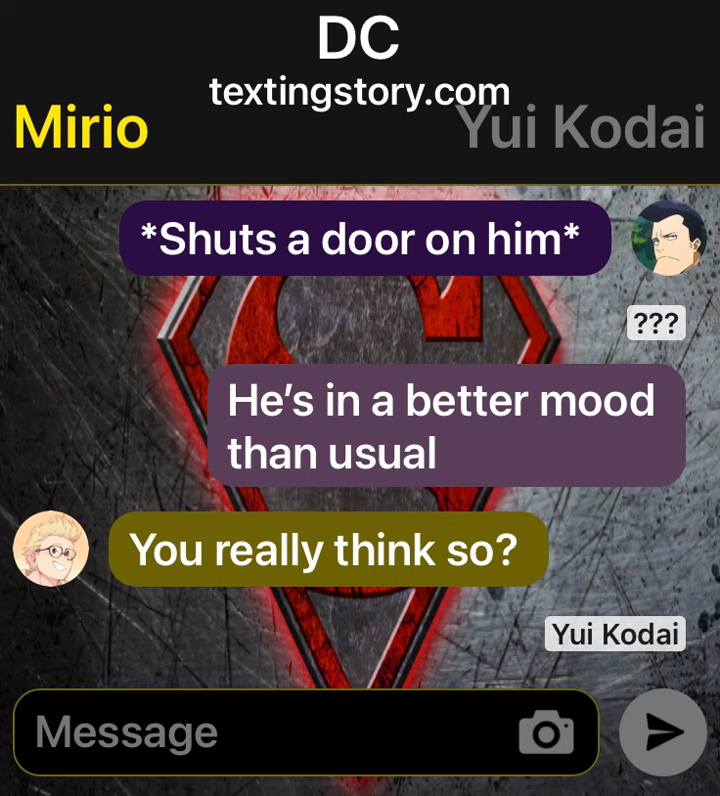 DC
textingstory.com
Mirio
Yui Kodai
*Shuts a door on him*
???
He’s in a better mood
than usual
You really think so?
Yui Kodai
Message